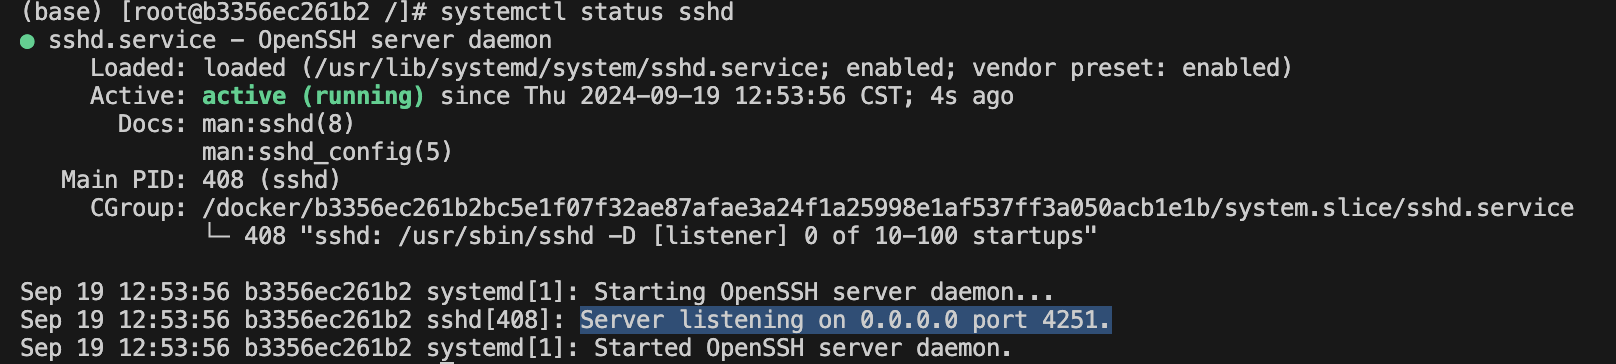 (base) [root@b3356ec261b2 /]# systemctl status sshd
● sshd.service - OpenSSH server daemon
Loaded: loaded (/usr/lib/systemd/system/sshd.service; enabled; vendor preset: enabled)
Active: active (running) since Thu 2024-09-19 12:53:56 CST; 4s ago
Docs: man:sshd(8)
man:sshd_config(5)
Main PID: 408 (sshd)
CGroup: /docker/b3356ec261b2bc5e1f07f32ae87afae3a24f1a25998e1af537ff3a050acb1e1b/system.slice/sshd.service
└─ 408 "sshd: /usr/sbin/sshd -D [listener] 0 of 10-100 startups"
Sep 19 12:53:56 b3356ec261b2 systemd[1]: Starting OpenSSH server daemon...
Sep 19 12:53:56 b3356ec261b2 sshd[408]: Server listening on 0.0.0.0 port 4251.
Sep 19 12:53:56 b3356ec261b2 systemd[1]: Started OpenSSH server daemon.